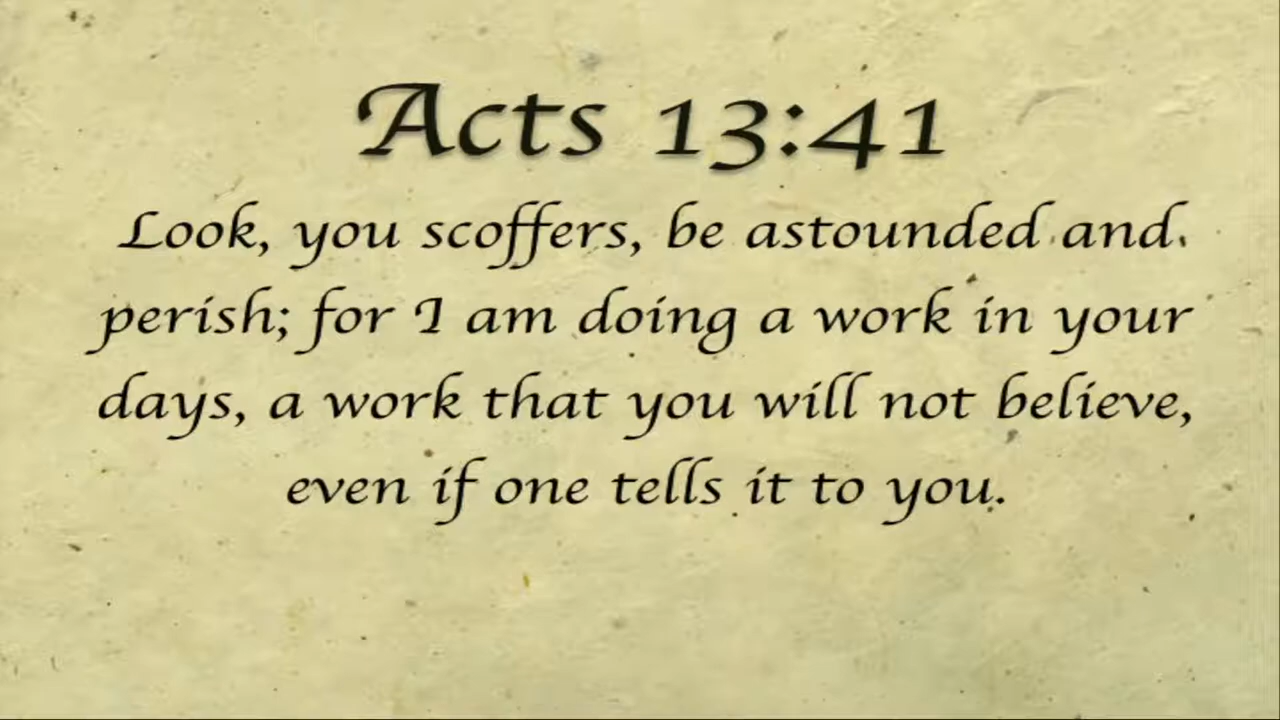 Acts 13:41
Look, you scoffers, be astounded and
perish; for I am doing a work in your
days, a work that you will not believe,
even if one tells it to you.